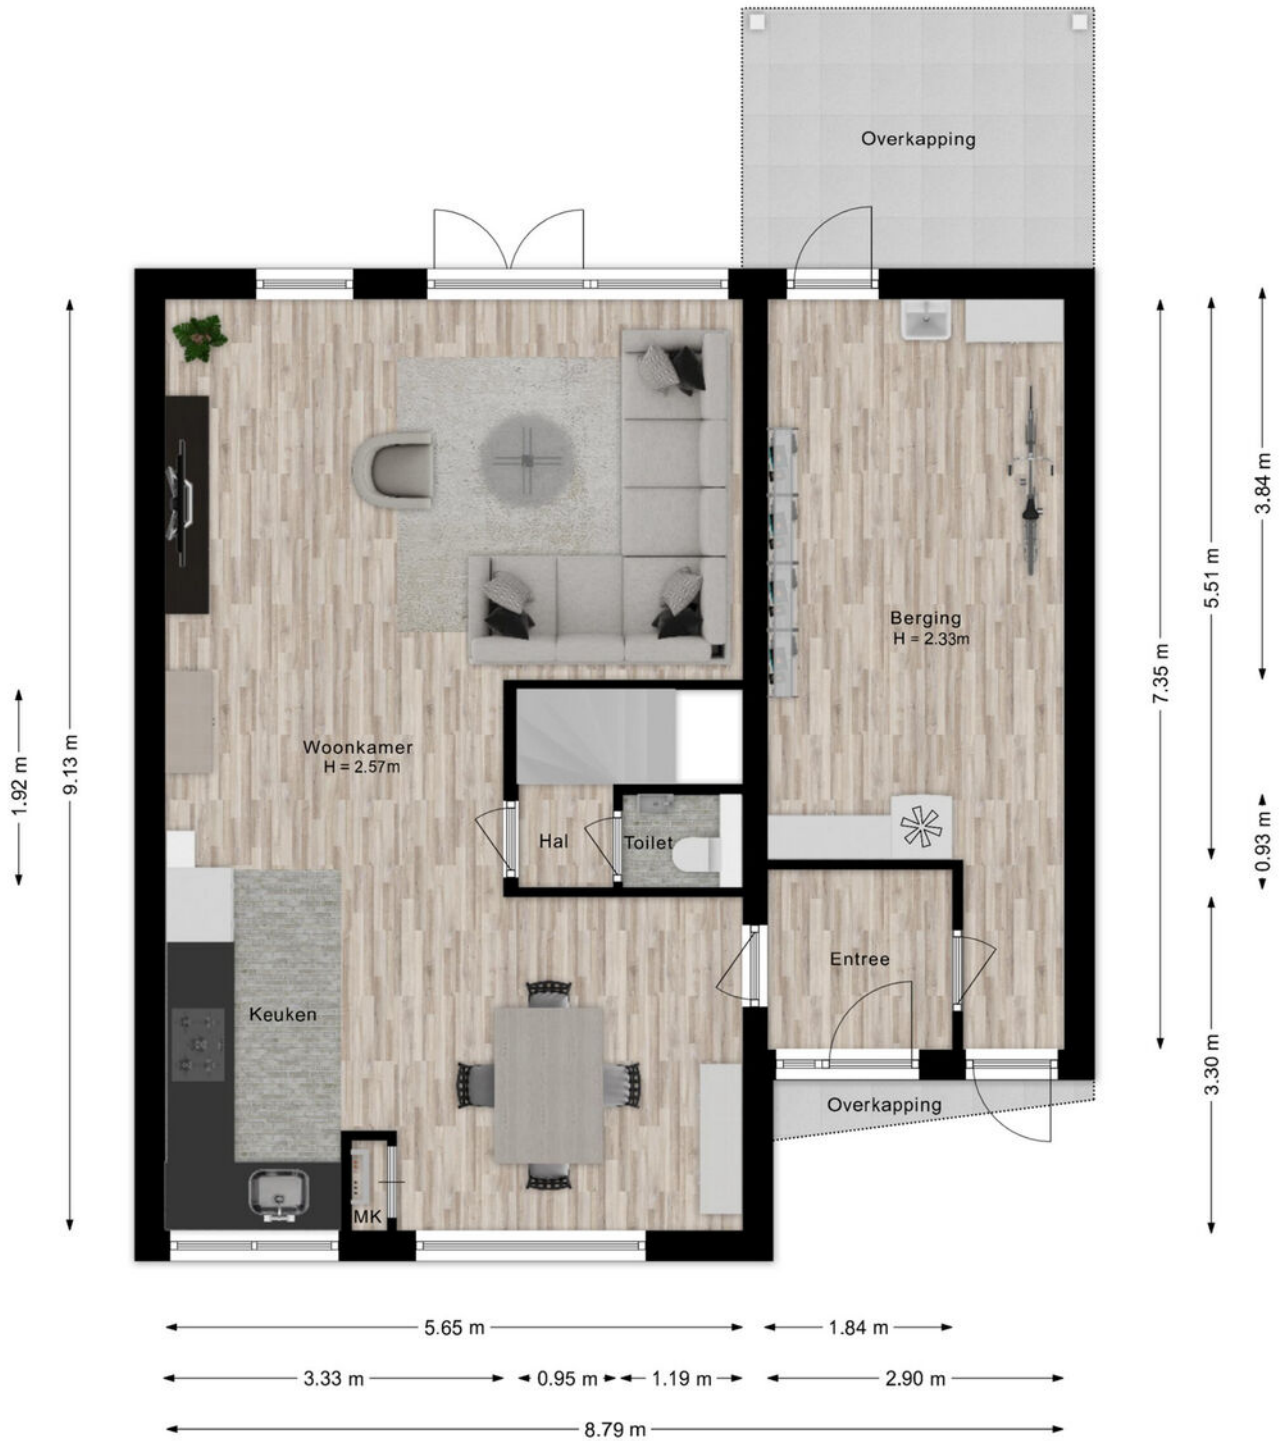 Overkapping
3.84 m
5.51 m
Berging
H = 2.33m
7.35 m
Woonkamer
H = 2.57m
9.13 m
1.92 m
Hal
Toilet
0.93 m
Entree
Keuken
3.30 m
Overkapping
MK
5.65 m
1.84 m
3.33 m
0.95 m
1.19 m
2.90 m
8.79 m